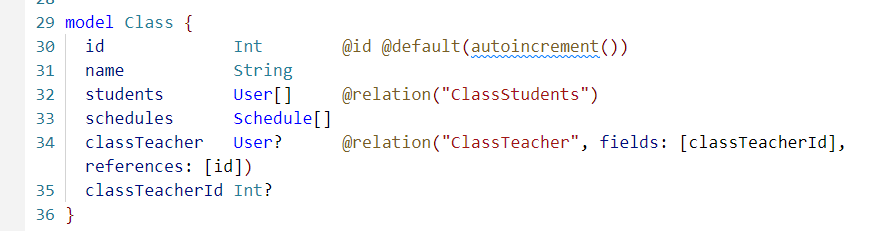 29 model Class {
30 id Int @id @default(autoincrement())
31 name String
32 students User[] @relation("ClassStudents")
33 schedules Schedule[]
34 classTeacher User? @relation("ClassTeacher", fields: [classTeacherId],
references: [id])
35 classTeacherId Int?
36 }